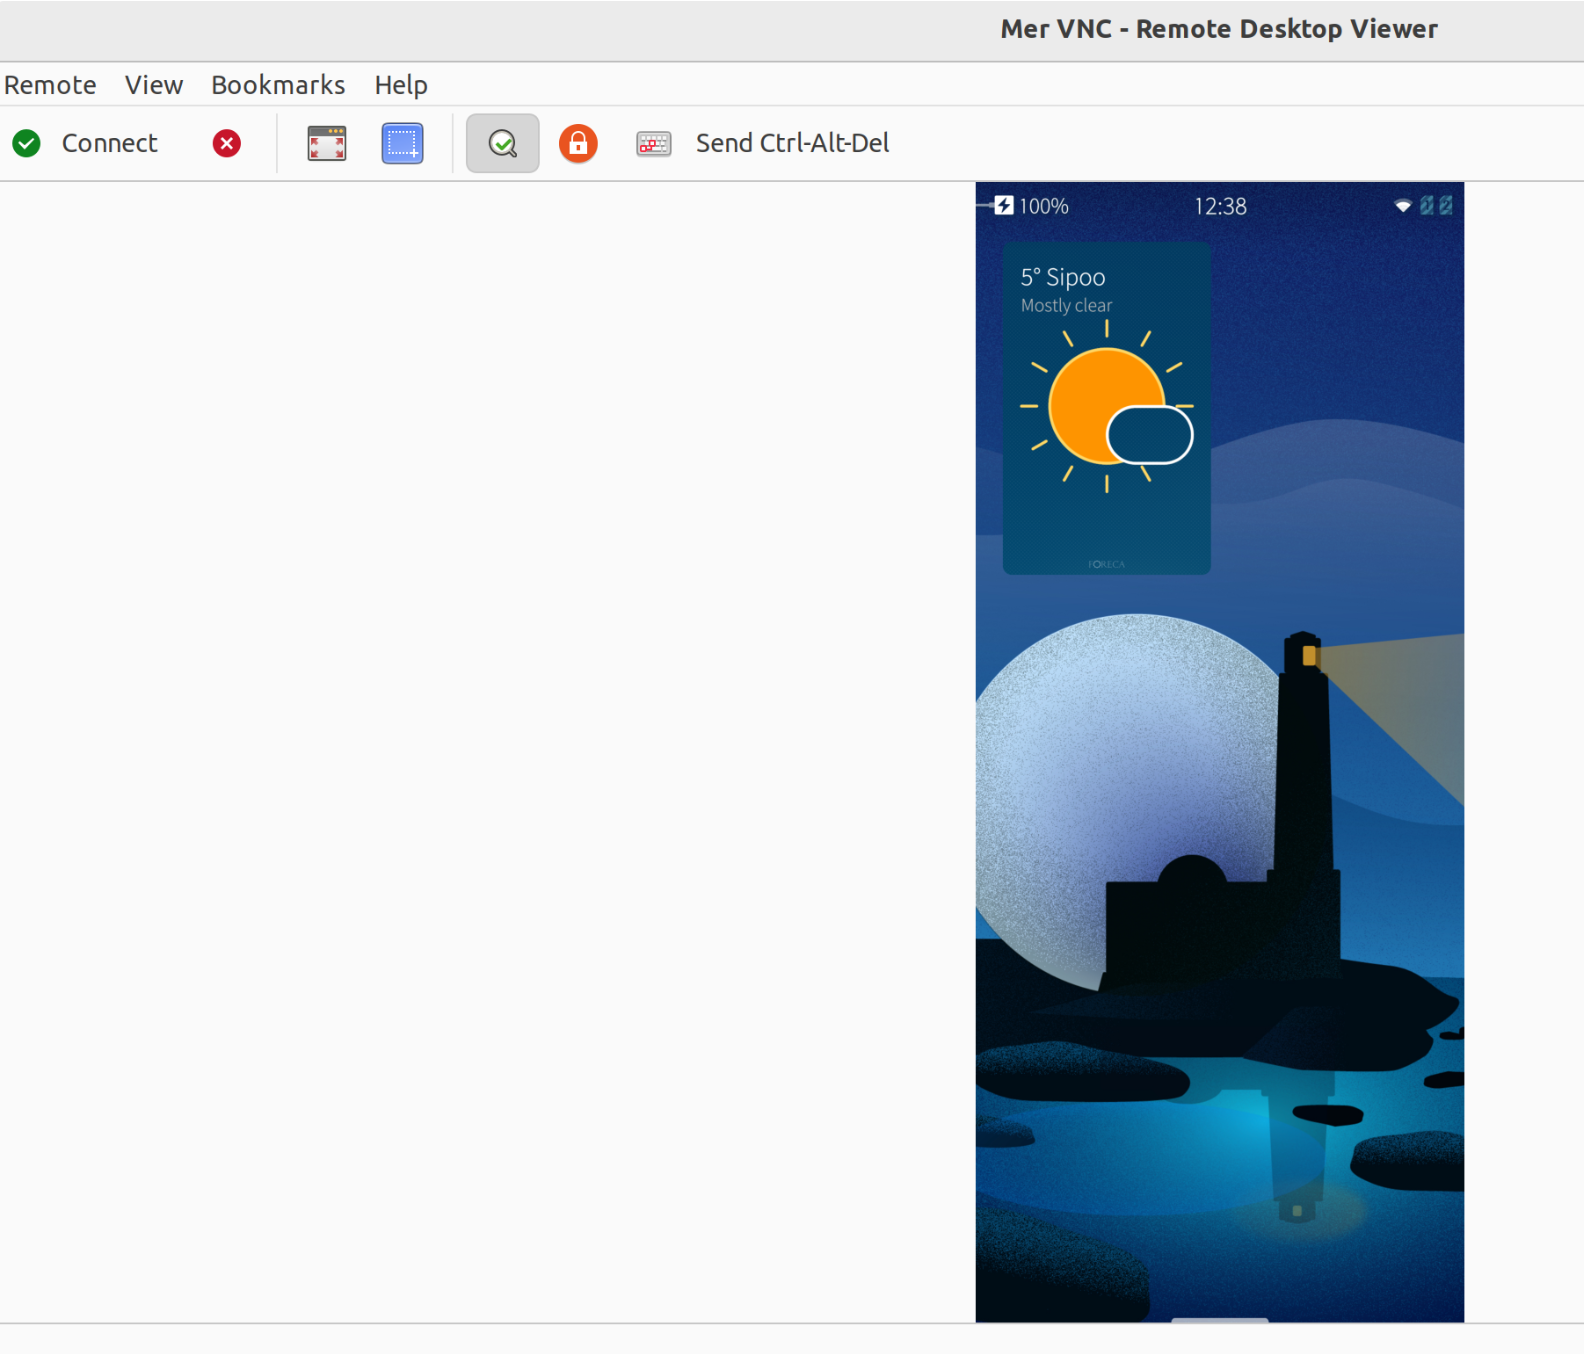 Mer VNC - Remote Desktop Viewer
Remote View Bookmarks Help
Connect Send Ctrl-Alt-Del
100% 12:38
5° Sipoo
Mostly clear
FORECA